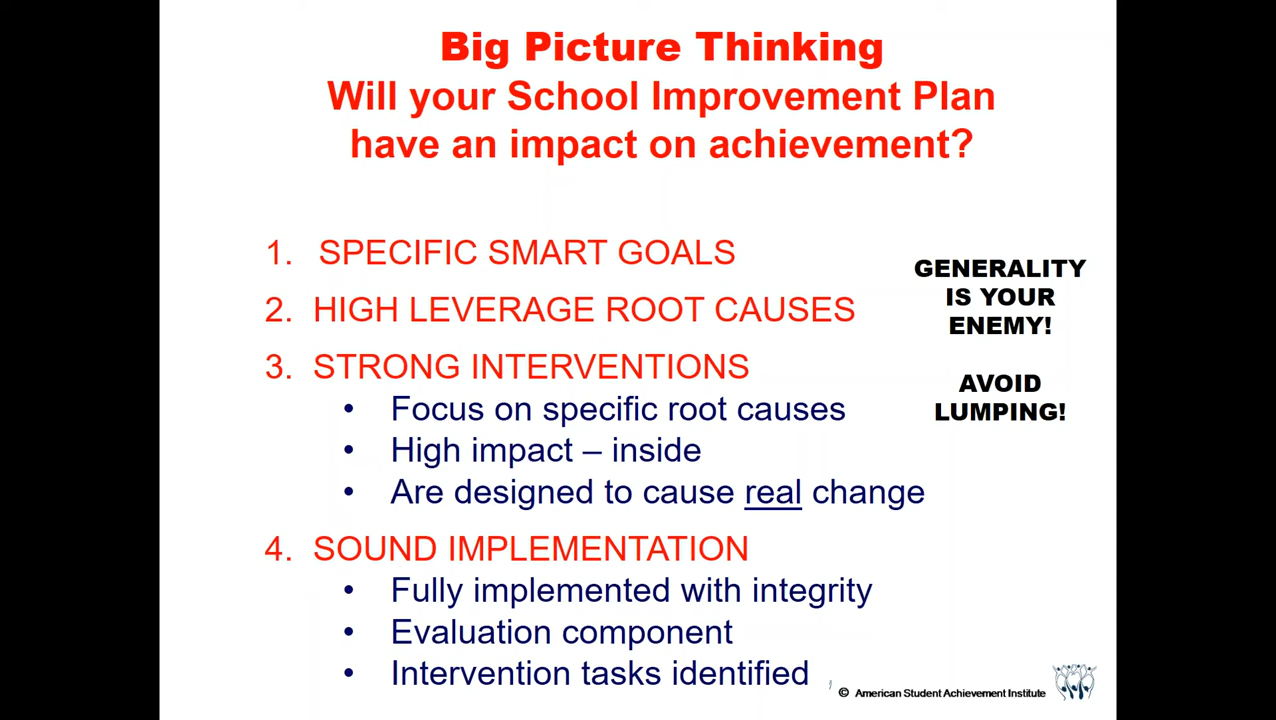 Big Picture Thinking
Will your School Improvement Plan
have an impact on achievement?
1. SPECIFIC SMART GOALS
2. HIGH LEVERAGE ROOT CAUSES
3. STRONG INTERVENTIONS
• Focus on specific root causes
• High impact – inside
• Are designed to cause real change
4. SOUND IMPLEMENTATION
• Fully implemented with integrity
• Evaluation component
• Intervention tasks identified
GENERALITY
IS YOUR
ENEMY!
AVOID
LUMPING!
, © American Student Achievement Institute